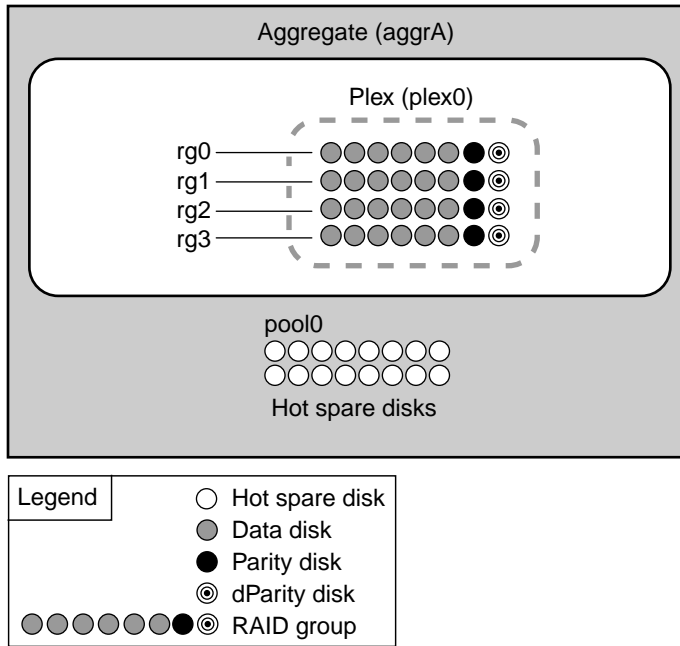 Aggregate (aggrA)
Plex (plex0)
rg0
rg1
rg2
rg3
pool0
Hot spare disks
Legend
Hot spare disk
Data disk
Parity disk
dParity disk
RAID group